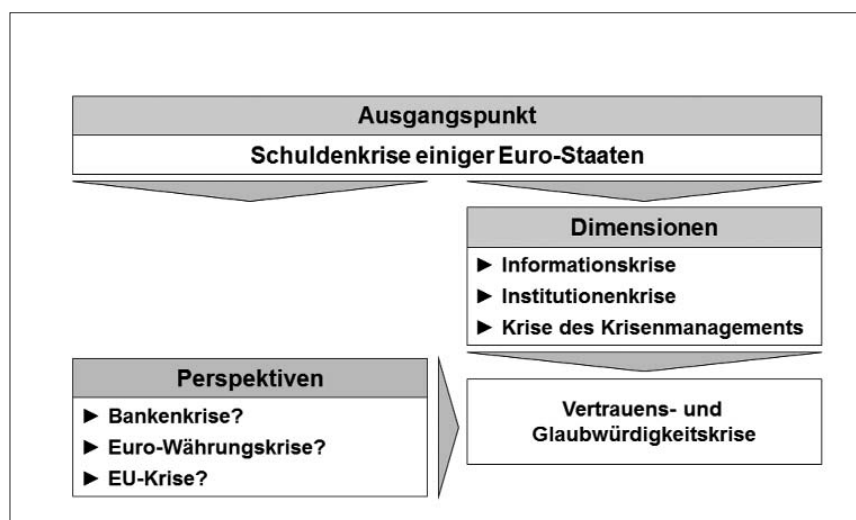 Ausgangspunkt
Schuldenkrise einiger Euro-Staaten
Dimensionen
► Informationskrise
► Institutionenkrise
► Krise des Krisenmanagements
Perspektiven
► Bankenkrise?
► Euro-Währungskrise?
► EU-Krise?
Vertrauens- und
Glaubwürdigkeitskrise